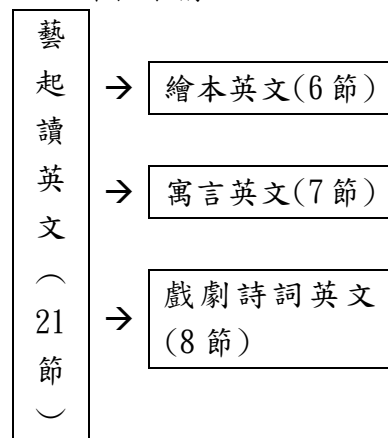 藝起讀英文（21節）
→ 繪本英文(6節)
→ 寓言英文(7節)
→ 戲劇詩詞英文
(8節)